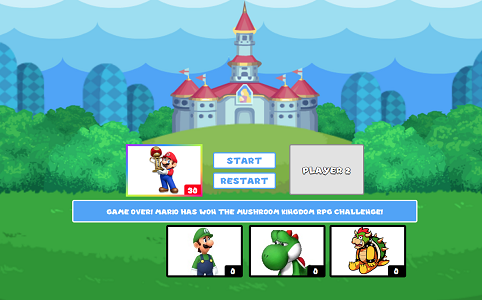 START
PLAYER 2
RESTART
38
GAME OVER! MARIO HAS WON THE MUSHROOM KINGDOM RPG CHALLENGE!
0
0
0